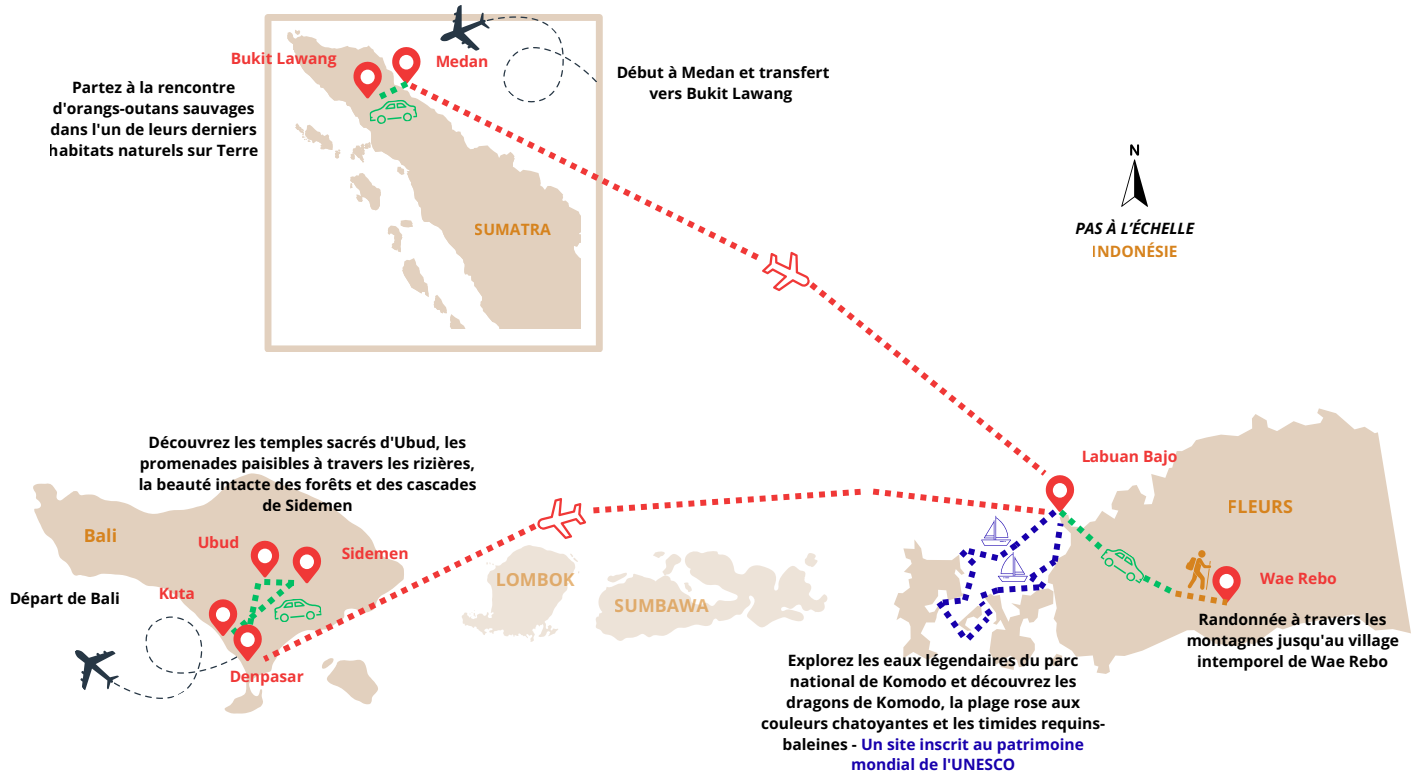 Bukit Lawang
Medan
Début à Medan et transfert
vers Bukit Lawang
Partez à la rencontre
d'orangs-outans sauvages
dans l'un de leurs derniers
habitats naturels sur Terre
SUMATRA
N
PAS À L'ÉCHELLE
INDONÉSIE
Découvrez les temples sacrés d'Ubud, les
promenades paisibles à travers les rizières,
la beauté intacte des forêts et des cascades
de Sidemen
Bali
Ubud
Sidemen
Kuta
Départ de Bali
Denpasar
LOMBOK
SUMBAWA
Labuan Bajo
FLEURS
Wae Rebo
Randonnée à travers les
montagnes jusqu'au village
intemporel de Wae Rebo
Explorez les eaux légendaires du parc
national de Komodo et découvrez les
dragons de Komodo, la plage rose aux
couleurs chatoyantes et les timides requins-
baleines - Un site inscrit au patrimoine
mondial de l'UNESCO